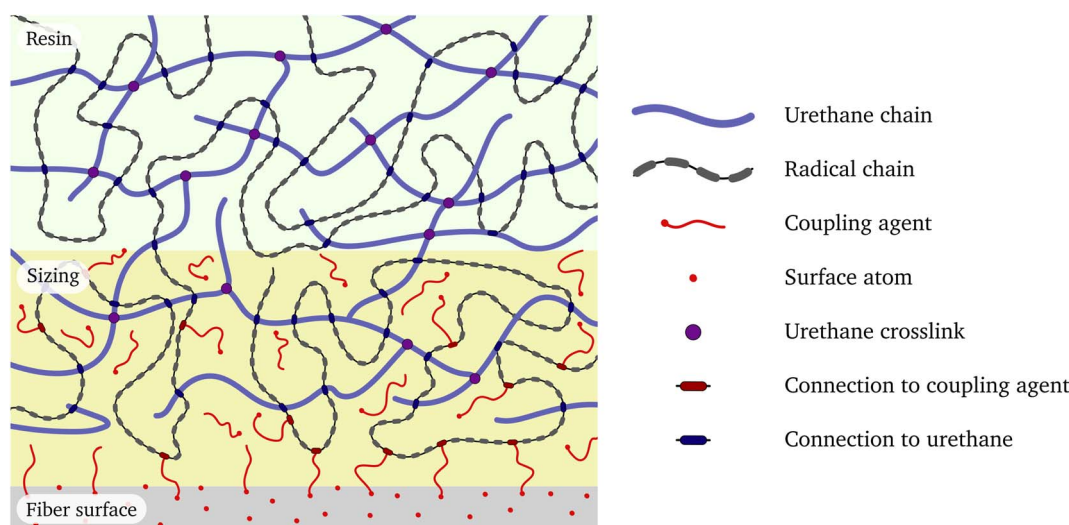 Resin
Sizing
Fiber surface
Urethane chain
Radical chain
Coupling agent
Surface atom
Urethane crosslink
Connection to coupling agent
Connection to urethane